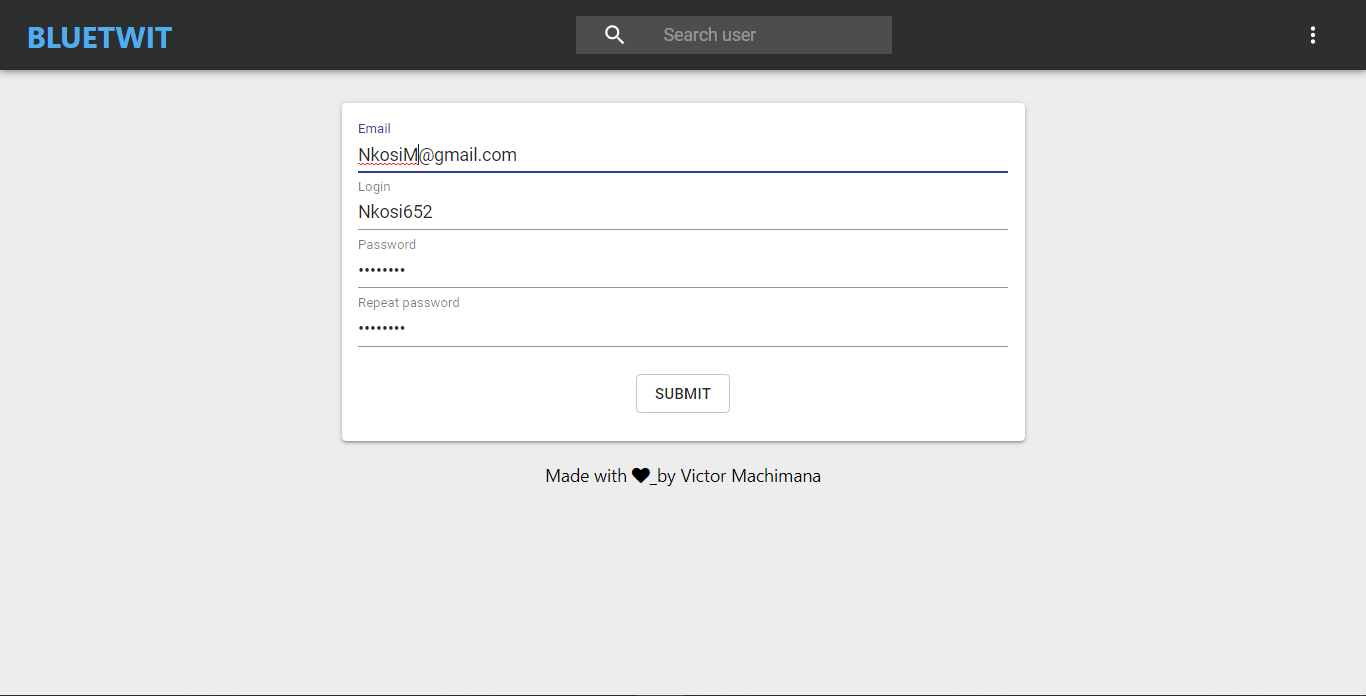 BLUETWIT
Search user
Email
NkosiM@gmail.com
Login
Nkosi652
Password
••••••••
Repeat password
••••••••
SUBMIT
Made with ♥_by Victor Machimana